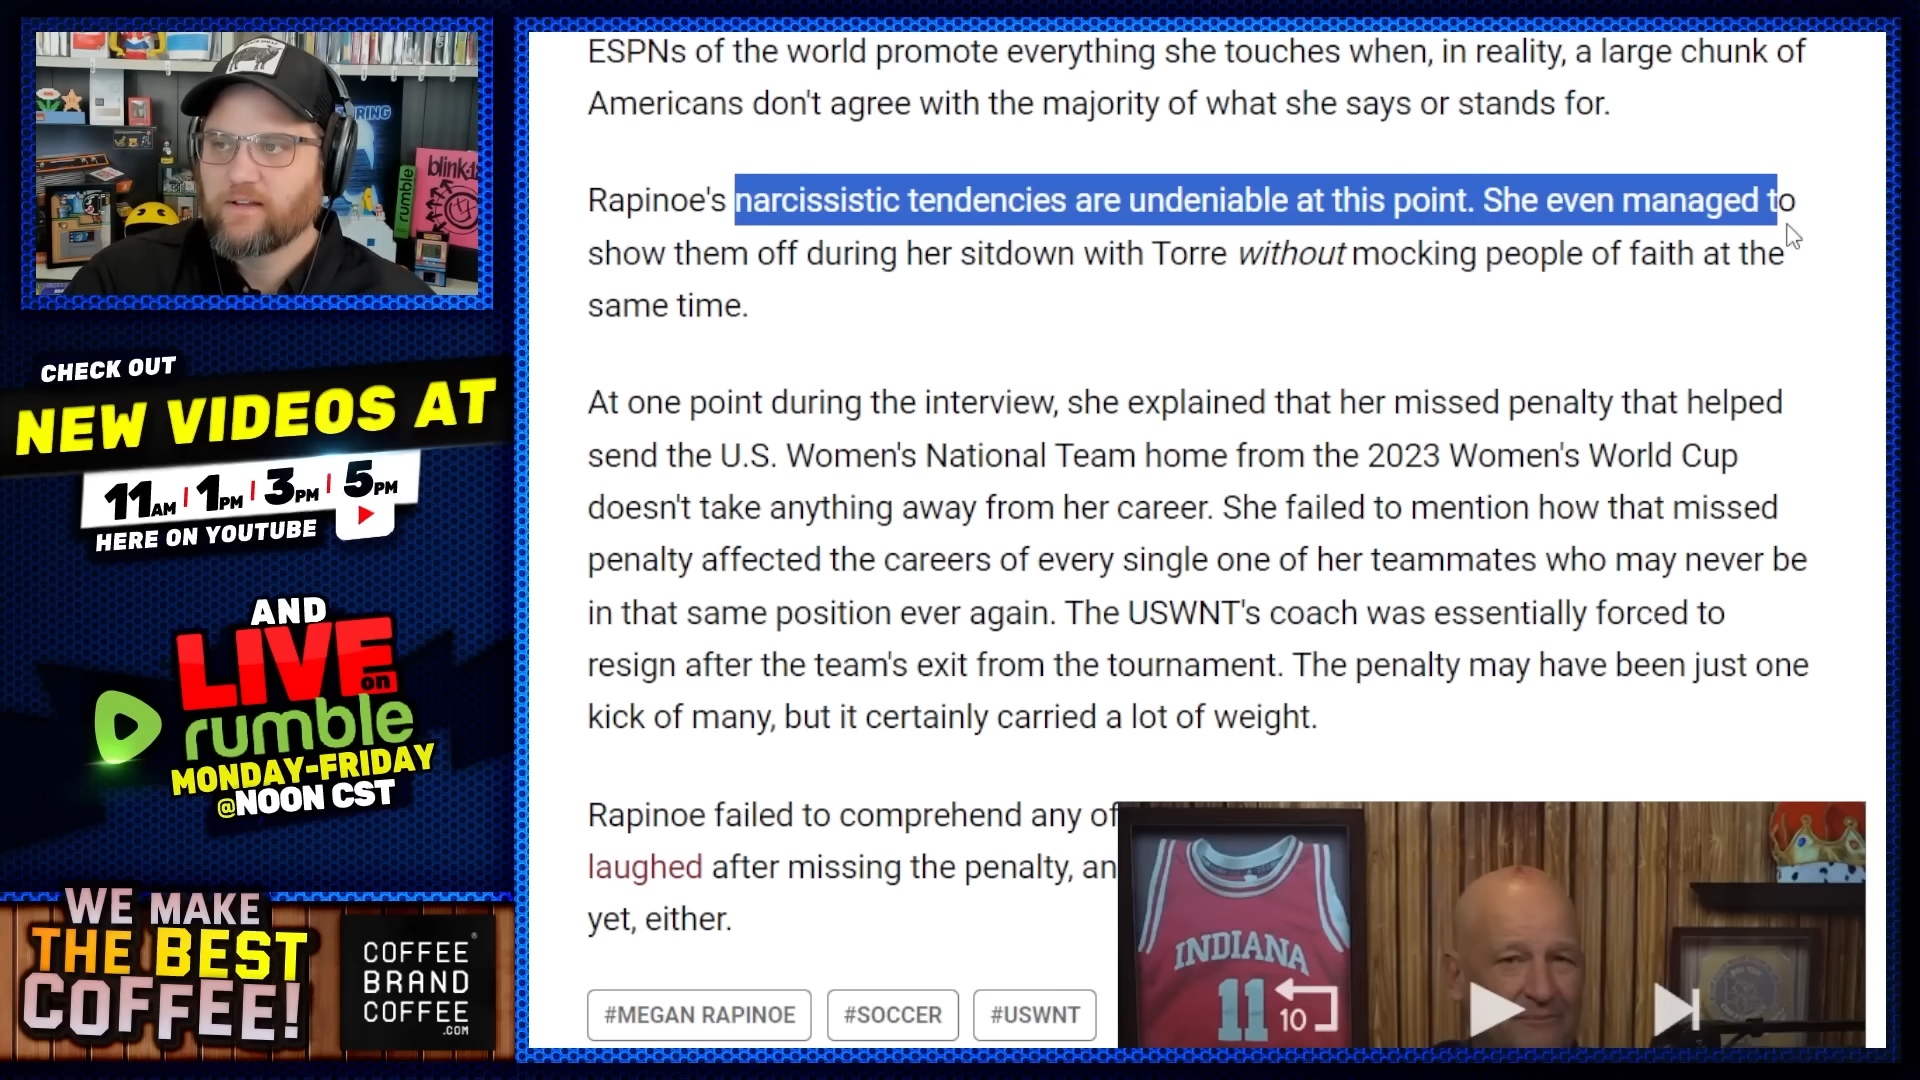 RING
rumble
blink-1
CHECK OUT
NEW VIDEOS AT
11AM | 1PM | 3PM | 5PM
HERE ON YOUTUBE
AND
LIVE on
rumble
MONDAY-FRIDAY
@NOON CST
WE MAKE
THE BEST
COFFEE!
COFFEE®
BRAND
COFFEE
.COM
ESPNs of the world promote everything she touches when, in reality, a large chunk of
Americans don't agree with the majority of what she says or stands for.
Rapinoe's narcissistic tendencies are undeniable at this point. She even managed to
show them off during her sitdown with Torre without mocking people of faith at the
same time.
At one point during the interview, she explained that her missed penalty that helped
send the U.S. Women's National Team home from the 2023 Women's World Cup
doesn't take anything away from her career. She failed to mention how that missed
penalty affected the careers of every single one of her teammates who may never be
in that same position ever again. The USWNT's coach was essentially forced to
resign after the team's exit from the tournament. The penalty may have been just one
kick of many, but it certainly carried a lot of weight.
Rapinoe failed to comprehend any of
laughed after missing the penalty, an
yet, either.
#MEGAN RAPINOE
#SOCCER
#USWNT
INDIANA
11
10